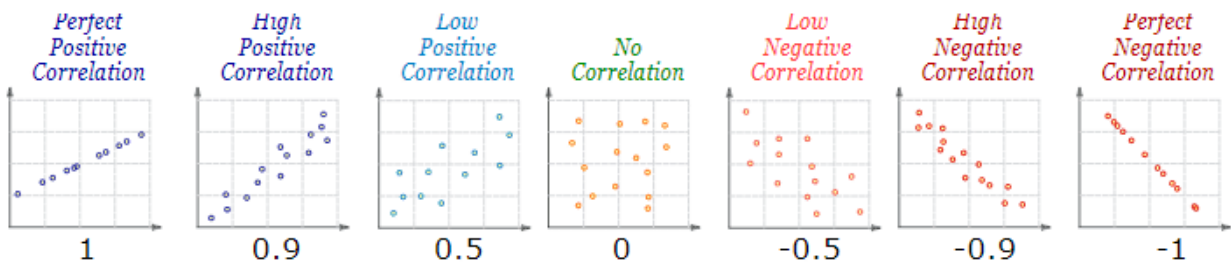 Perfect
Positive
Correlation
1
High
Positive
Correlation
0.9
Low
Positive
Correlation
0.5
No
Correlation
0
Low
Negative
Correlation
-0.5
High
Negative
Correlation
-0.9
Perfect
Negative
Correlation
-1